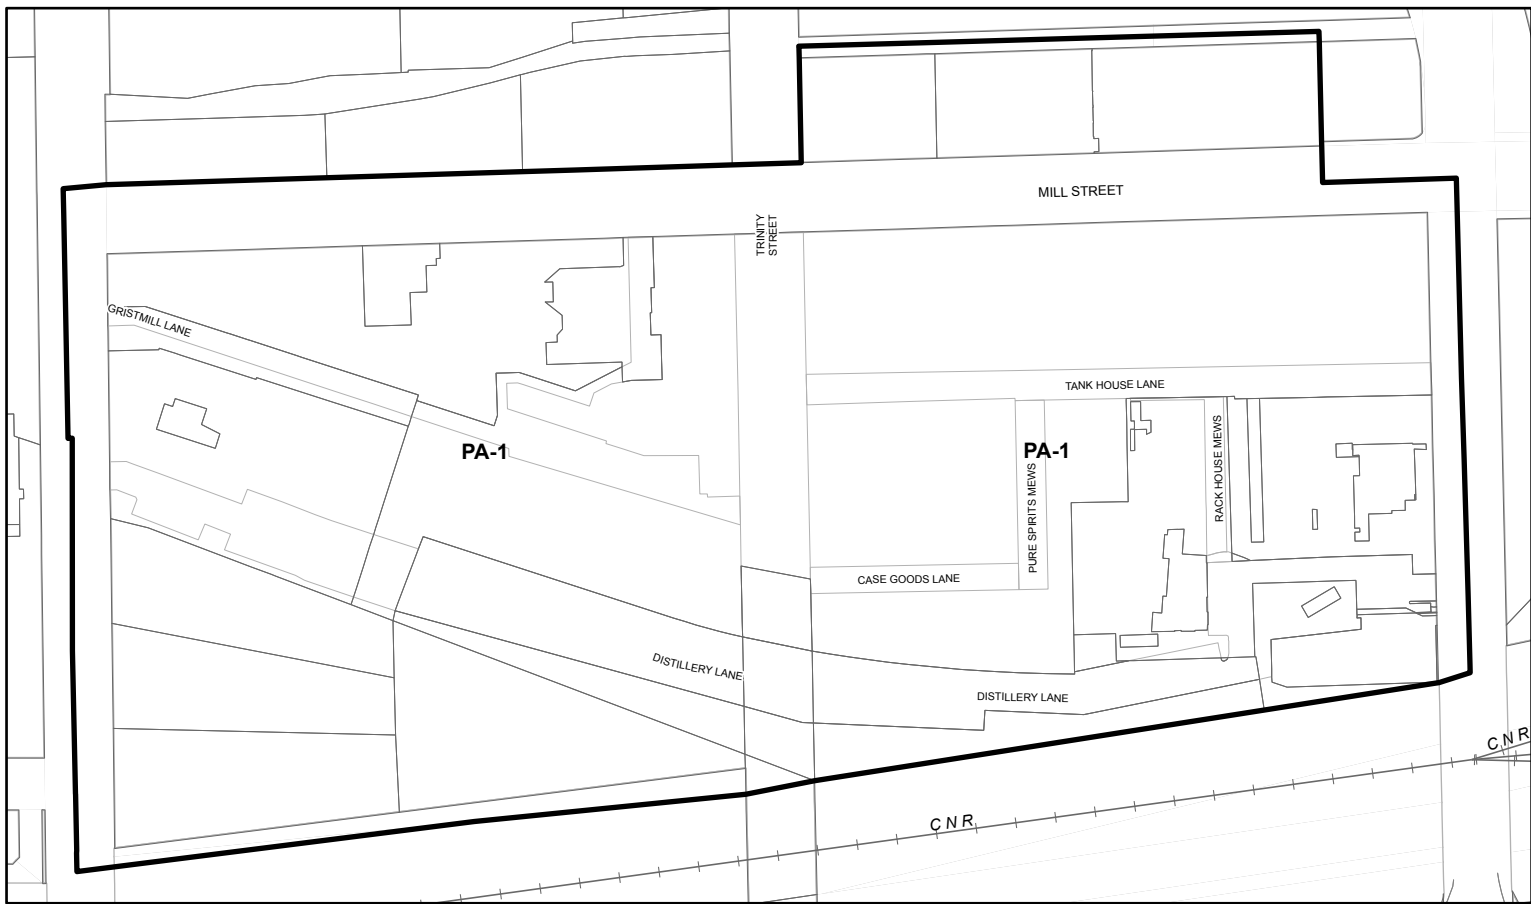 MILL STREET
TRINITY
STREET
GRISTMILL LANE
TANK HOUSE LANE
PA-1
PA-1
RACK HOUSE MEWS
PURE SPIRITS MEWS
CASE GOODS LANE
DISTILLERY LANE
DISTILLERY LANE
CNR
CNR